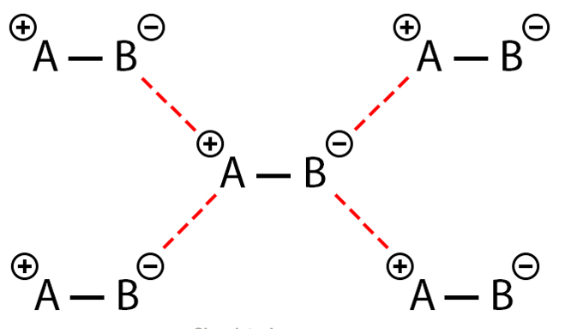 ⊕ A — B ⊖ ⊕ A — B ⊖
⊕ A — B ⊖
⊕ A — B ⊖ ⊕ A — B ⊖